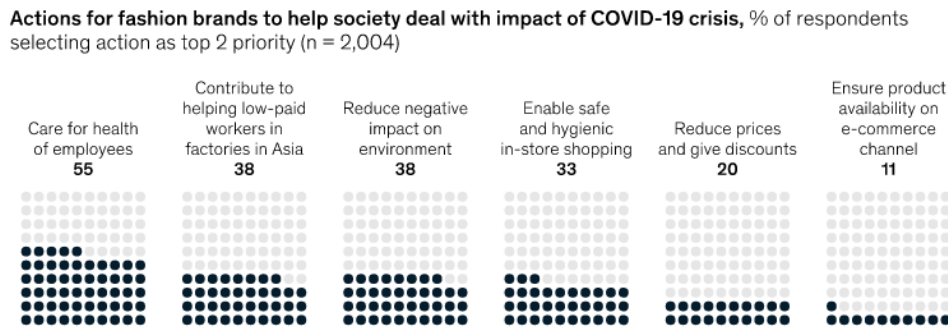 Actions for fashion brands to help society deal with impact of COVID-19 crisis, % of respondents
selecting action as top 2 priority (n = 2,004)
Care for health
of employees
55
Contribute to
helping low-paid
workers in
factories in Asia
38
Reduce negative
impact on
environment
38
Enable safe
and hygienic
in-store shopping
33
Reduce prices
and give discounts
20
Ensure product
availability on
e-commerce
channel
11